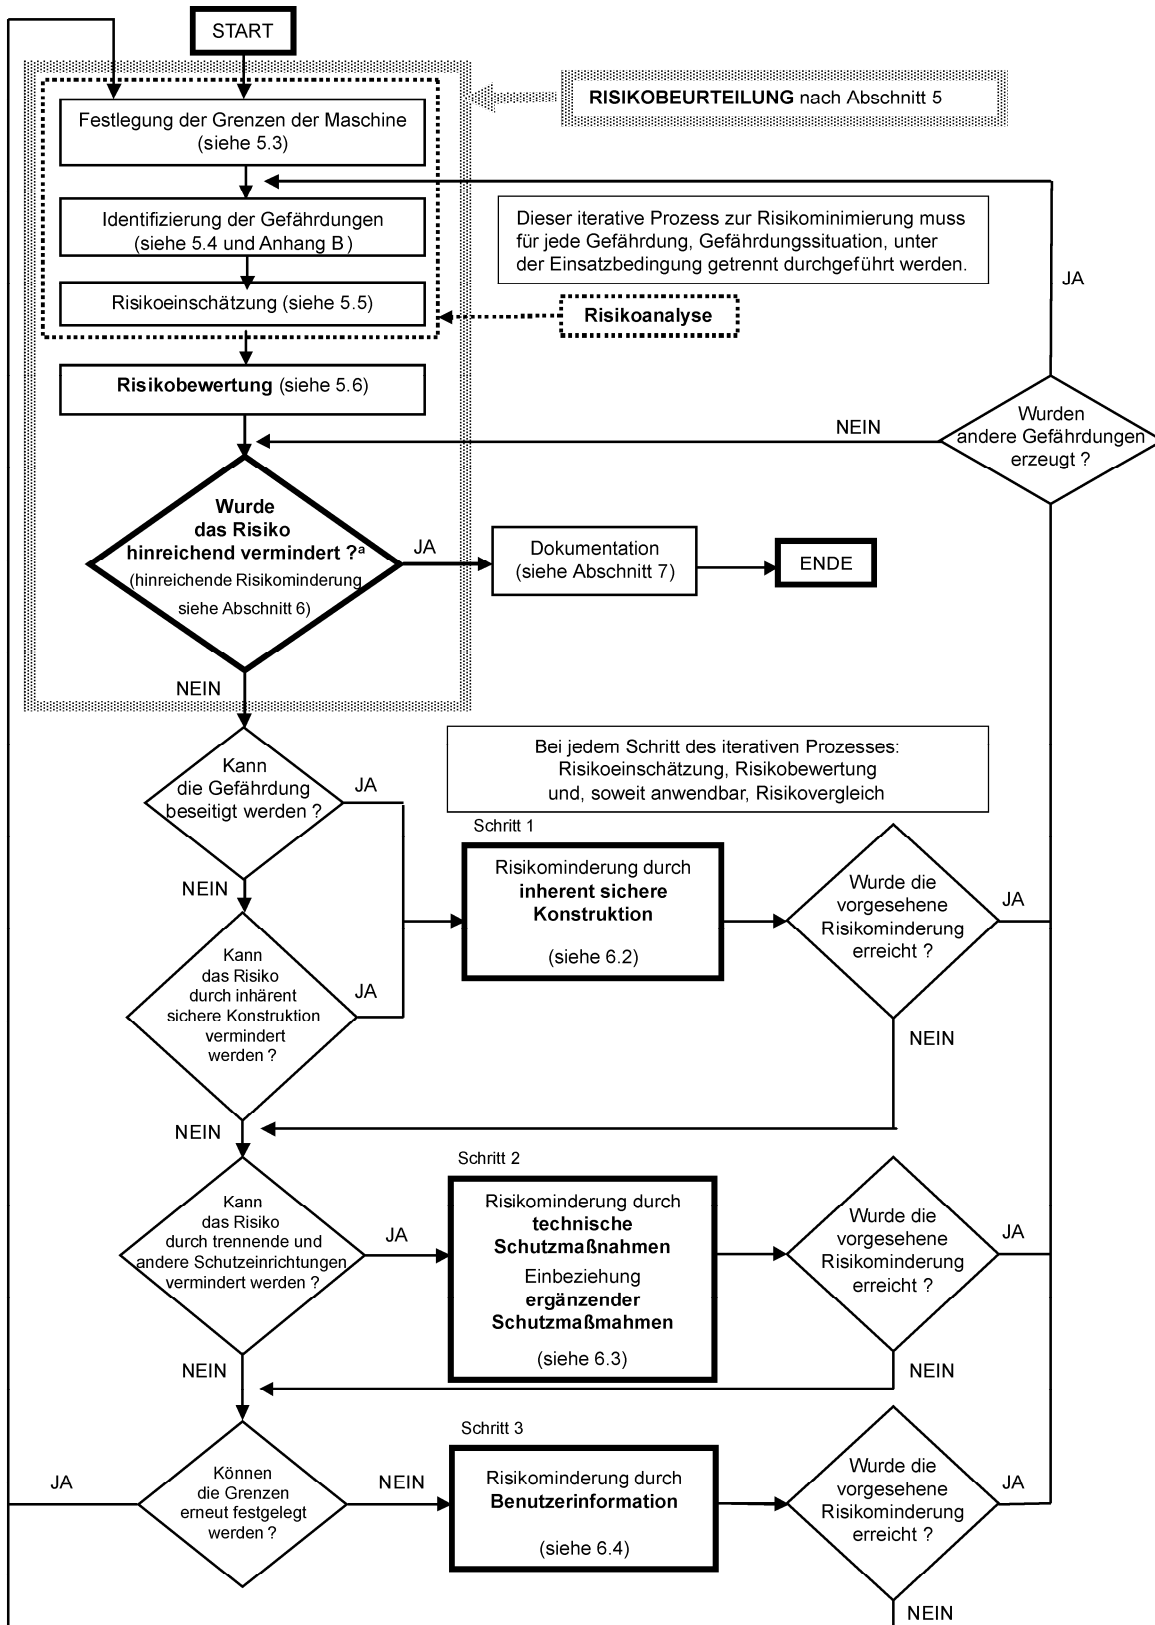 START
RISIKOBEURTEILUNG nach Abschnitt 5
Festlegung der Grenzen der Maschine
(siehe 5.3)
Identifizierung der Gefährdungen
(siehe 5.4 und Anhang B)
Dieser iterative Prozess zur Risikominimierung muss
für jede Gefährdung, Gefährdungssituation, unter
der Einsatzbedingung getrennt durchgeführt werden.
JA
Risikoeinschätzung (siehe 5.5)
Risikoanalyse
Risikobewertung (siehe 5.6)
NEIN
Wurden
andere Gefährdungen
erzeugt ?
Wurde
das Risiko
hinreichend vermindert ?ᵃ
(hinreichende Risikominderung
siehe Abschnitt 6)
JA
Dokumentation
(siehe Abschnitt 7)
ENDE
NEIN
Kann
die Gefährdung
beseitigt werden ?
JA
Bei jedem Schritt des iterativen Prozesses:
Risikoeinschätzung, Risikobewertung
und, soweit anwendbar, Risikovergleich
NEIN
Schritt 1
Risikominderung durch
inherent sichere
Konstruktion
(siehe 6.2)
Wurde die
vorgesehene
Risikominderung
erreicht ?
JA
NEIN
Kann
das Risiko
durch inhärent
sichere Konstruktion
vermindert
werden ?
JA
NEIN
Schritt 2
Kann
das Risiko
durch trennende und
andere Schutzeinrichtungen
vermindert werden ?
JA
Risikominderung durch
technische
Schutzmaßnahmen
Einbeziehung
ergänzender
Schutzmaßmahmen
(siehe 6.3)
Wurde die
vorgesehene
Risikominderung
erreicht ?
JA
NEIN
NEIN
Schritt 3
JA
Können
die Grenzen
erneut festgelegt
werden ?
NEIN
Risikominderung durch
Benutzerinformation
(siehe 6.4)
Wurde die
vorgesehene
Risikominderung
erreicht ?
JA
NEIN